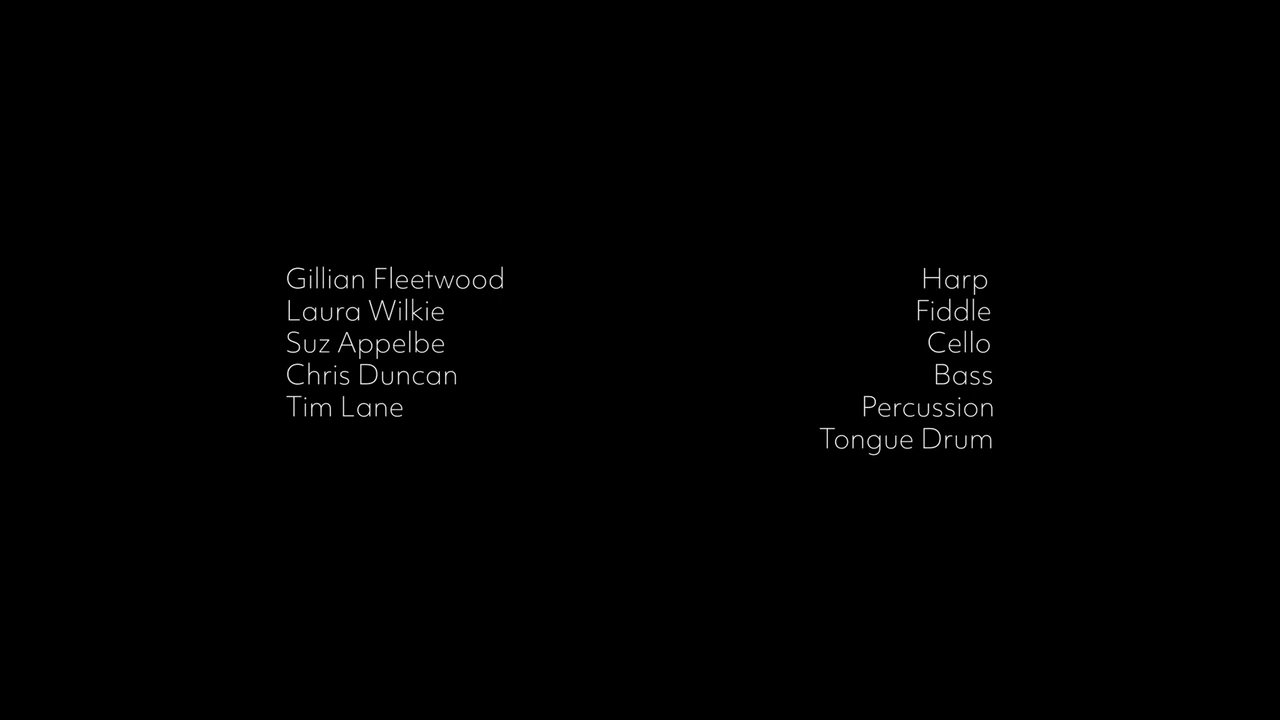 Gillian Fleetwood Harp
Laura Wilkie Fiddle
Suz Appelbe Cello
Chris Duncan Bass
Tim Lane Percussion
Tongue Drum